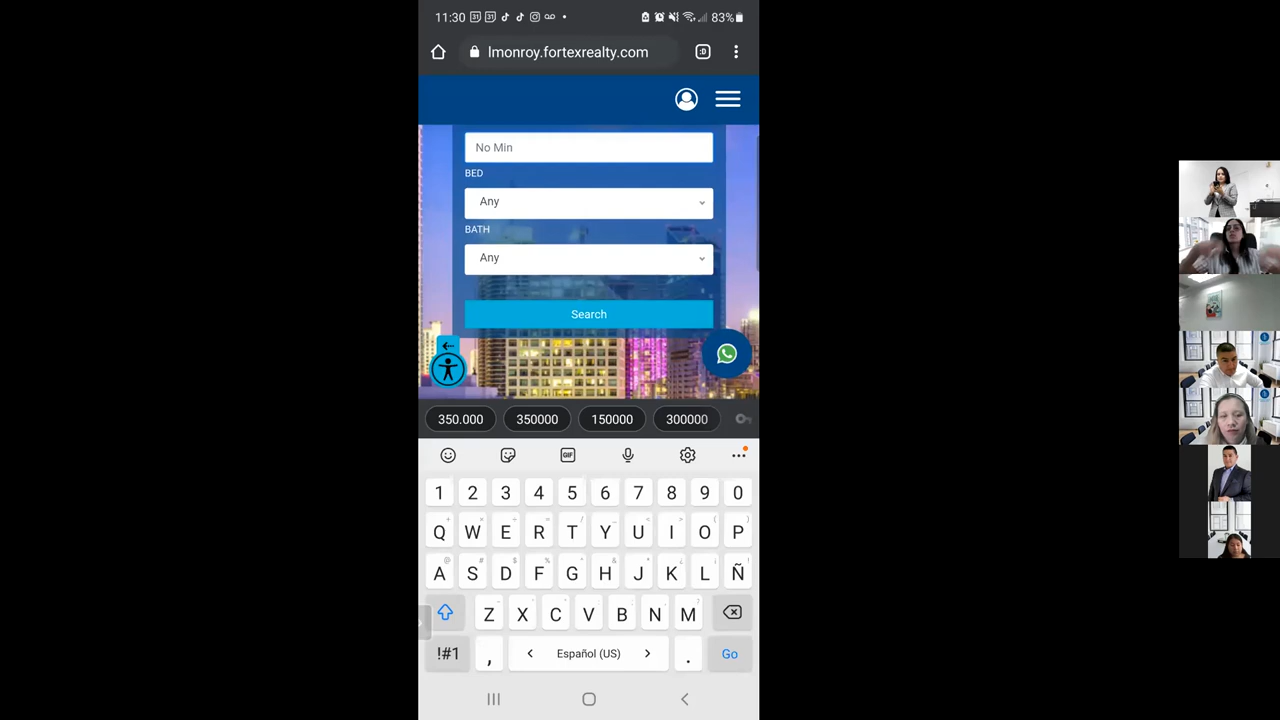 11:30
83%
lmonroy.fortexrealty.com
:D
No Min
BED
Any
BATH
Any
Search
350.000 350000 150000 300000
GIF
1 2 3 4 5 6 7 8 9 0
Q W E R T Y U I O P
A S D F G H J K L Ñ
Z X C V B N M
!#1 , < Español (US) > . Go